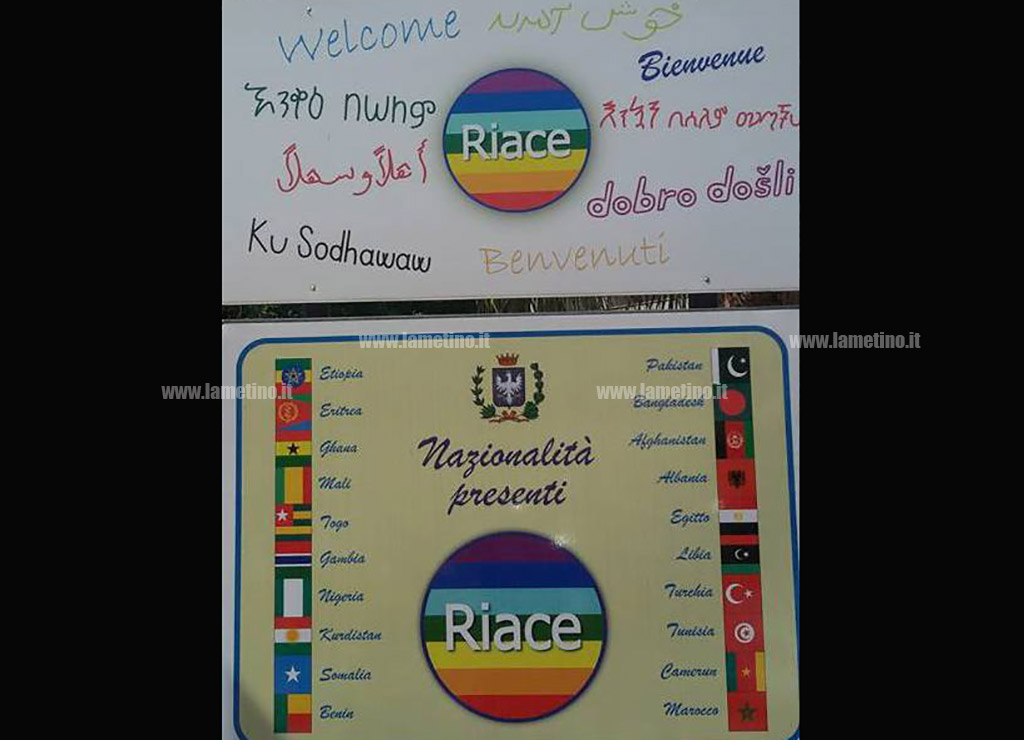 Welcome
خوش آمدید
Bienvenue
እንዋዕ
Riace
أهلاً وسهلاً
dobro došli
Ku Sodhawaw
Benvenuti
www.lametino.it
www.lametino.it
www.lametino.it
www.lametino.it
Nazionalità
presenti
Riace
Etiopia
Eritrea
Ghana
Mali
Togo
Gambia
Nigeria
Kurdistan
Somalia
Benin
Pakistan
Bangladesh
Afghanistan
Albania
Egitto
Libia
Turchia
Tunisia
Camerun
Marocco